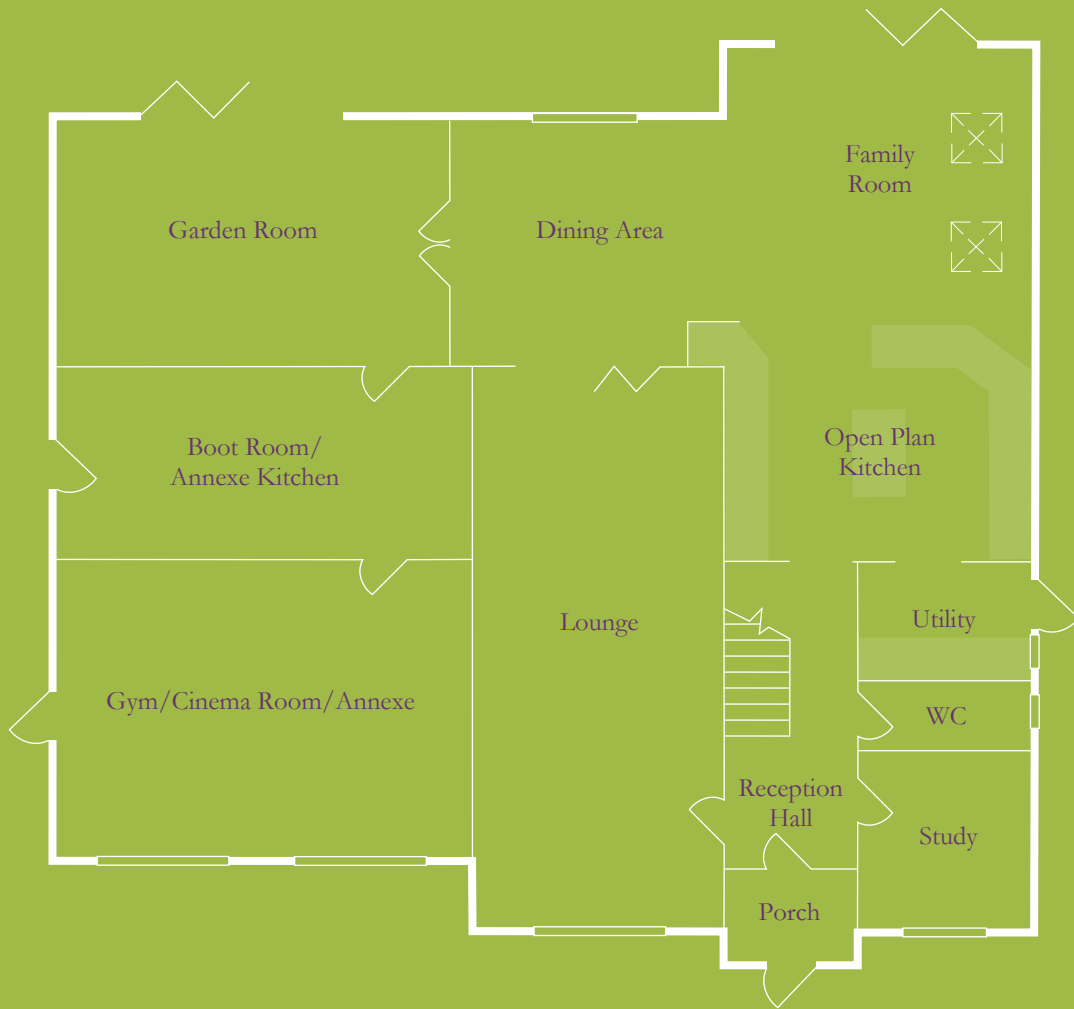 Family
Room
Garden Room
Dining Area
Boot Room/
Annexe Kitchen
Open Plan
Kitchen
Lounge
Utility
Gym/Cinema Room/Annexe
WC
Reception
Hall
Study
Porch